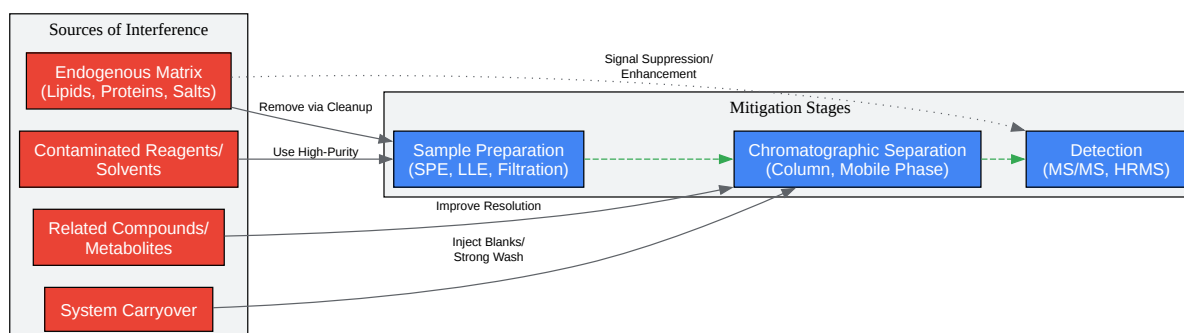 Sources of Interference
Endogenous Matrix
(Lipids, Proteins, Salts)
Contaminated Reagents/
Solvents
Related Compounds/
Metabolites
System Carryover
Signal Suppression/
Enhancement
Remove via Cleanup
Use High-Purity
Improve Resolution
Inject Blanks/
Strong Wash
Mitigation Stages
Sample Preparation
(SPE, LLE, Filtration)
Chromatographic Separation
(Column, Mobile Phase)
Detection
(MS/MS, HRMS)